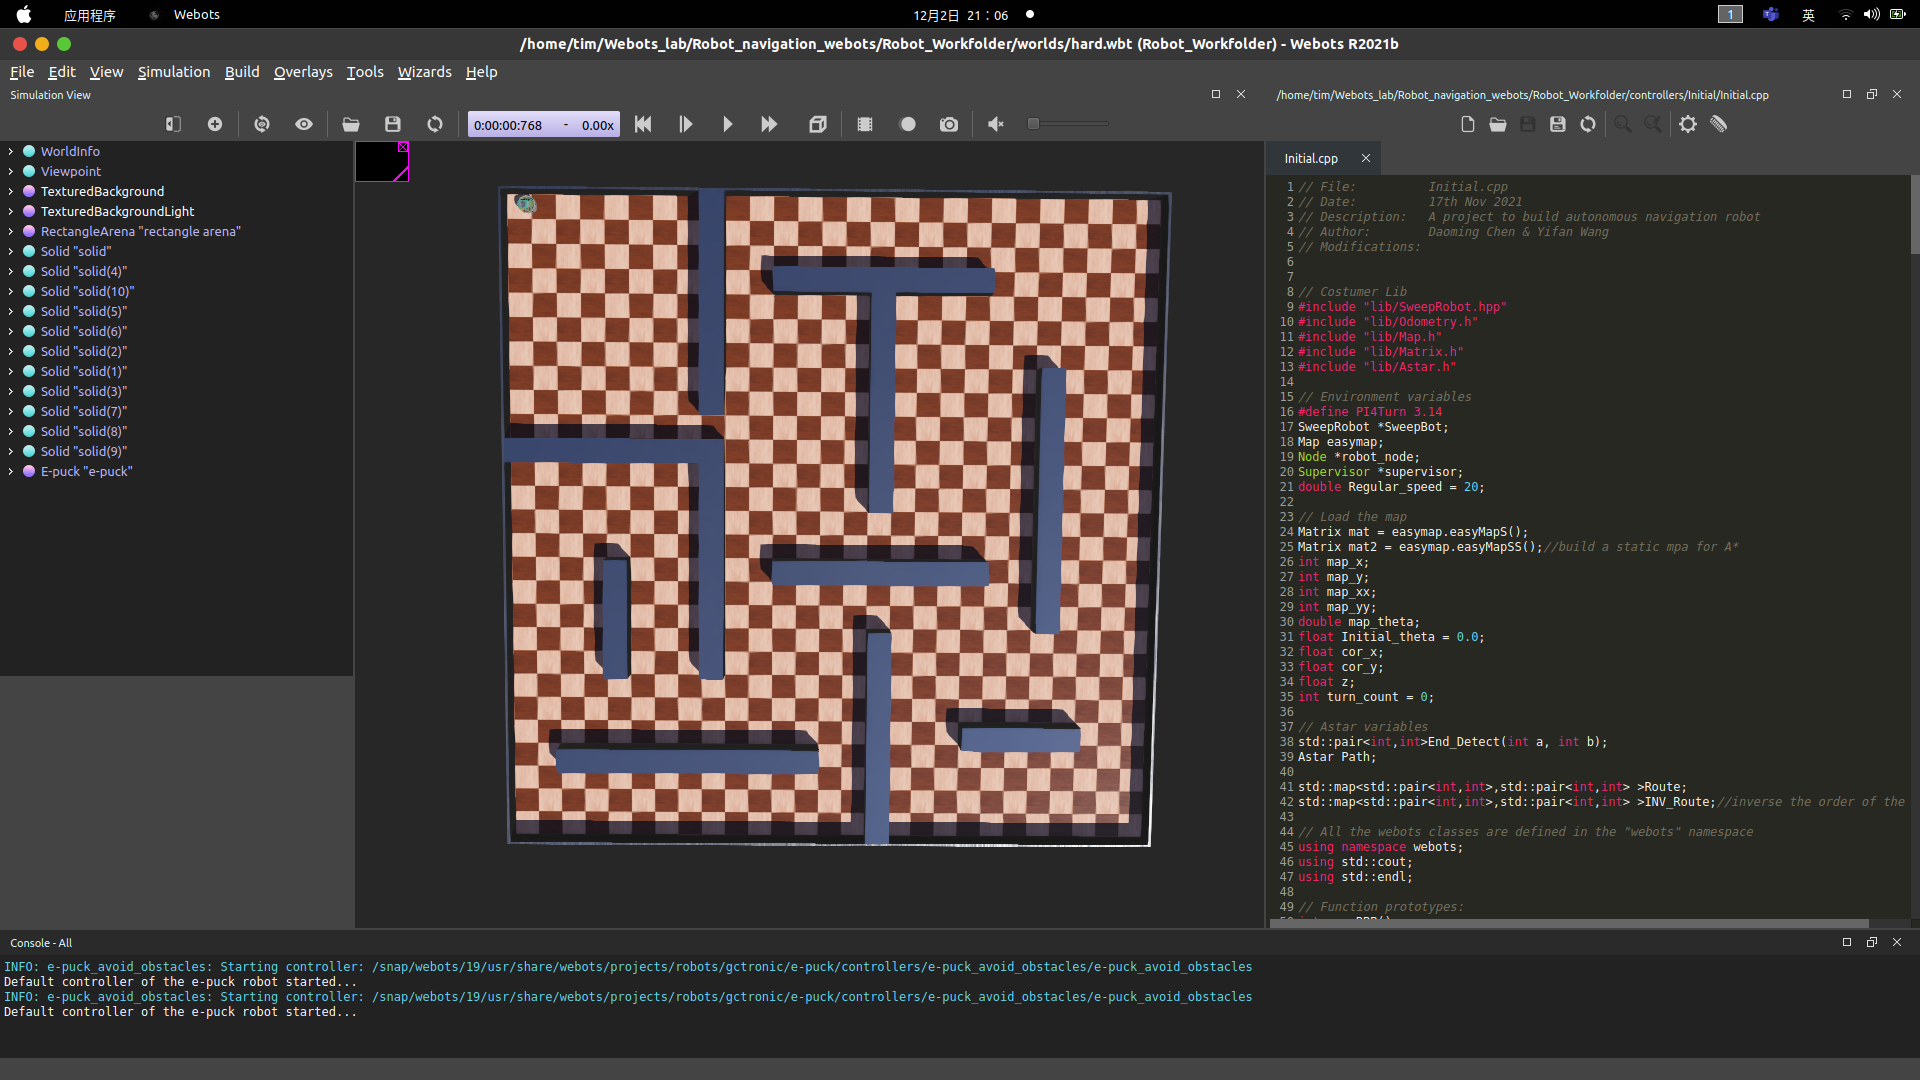 应用程序 Webots 12月2日 21：06 1 英
/home/tim/Webots_lab/Robot_navigation_webots/Robot_Workfolder/worlds/hard.wbt (Robot_Workfolder) - Webots R2021b
File Edit View Simulation Build Overlays Tools Wizards Help
Simulation View
0:00:00:768 - 0.00x
WorldInfo
Viewpoint
TexturedBackground
TexturedBackgroundLight
RectangleArena "rectangle arena"
Solid "solid"
Solid "solid(4)"
Solid "solid(10)"
Solid "solid(5)"
Solid "solid(6)"
Solid "solid(2)"
Solid "solid(1)"
Solid "solid(3)"
Solid "solid(7)"
Solid "solid(8)"
Solid "solid(9)"
E-puck "e-puck"
/home/tim/Webots_lab/Robot_navigation_webots/Robot_Workfolder/controllers/Initial/Initial.cpp
Initial.cpp
1 // File: Initial.cpp
2 // Date: 17th Nov 2021
3 // Description: A project to build autonomous navigation robot
4 // Author: Daoming Chen & Yifan Wang
5 // Modifications:
6
7
8 // Costumer Lib
9 #include "lib/SweepRobot.hpp"
10 #include "lib/Odometry.h"
11 #include "lib/Map.h"
12 #include "lib/Matrix.h"
13 #include "lib/Astar.h"
14
15 // Environment variables
16 #define PI4Turn 3.14
17 SweepRobot *SweepBot;
18 Map easymap;
19 Node *robot_node;
20 Supervisor *supervisor;
21 double Regular_speed = 20;
22
23 // Load the map
24 Matrix mat = easymap.easyMapS();
25 Matrix mat2 = easymap.easyMapSS();//build a static mpa for A*
26 int map_x;
27 int map_y;
28 int map_xx;
29 int map_yy;
30 double map_theta;
31 float Initial_theta = 0.0;
32 float cor_x;
33 float cor_y;
34 float z;
35 int turn_count = 0;
36
37 // Astar variables
38 std::pair<int,int>End_Detect(int a, int b);
39 Astar Path;
40
41 std::map<std::pair<int,int>,std::pair<int,int> >Route;
42 std::map<std::pair<int,int>,std::pair<int,int> >INV_Route;//inverse the order of the
43
44 // All the webots classes are defined in the "webots" namespace
45 using namespace webots;
46 using std::cout;
47 using std::endl;
48
49 // Function prototypes:
Console - All
INFO: e-puck_avoid_obstacles: Starting controller: /snap/webots/19/usr/share/webots/projects/robots/gctronic/e-puck/controllers/e-puck_avoid_obstacles/e-puck_avoid_obstacles
Default controller of the e-puck robot started...
INFO: e-puck_avoid_obstacles: Starting controller: /snap/webots/19/usr/share/webots/projects/robots/gctronic/e-puck/controllers/e-puck_avoid_obstacles/e-puck_avoid_obstacles
Default controller of the e-puck robot started...